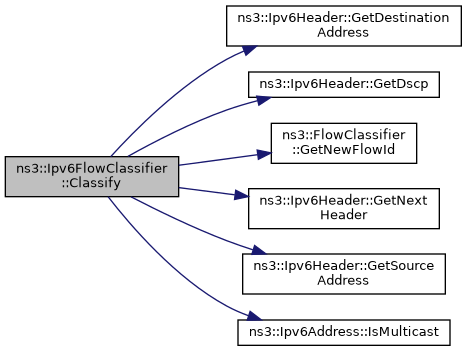 ns3::Ipv6Header::GetDestination
Address
ns3::Ipv6Header::GetDscp
ns3::FlowClassifier
::GetNewFlowId
ns3::Ipv6FlowClassifier
::Classify
ns3::Ipv6Header::GetNext
Header
ns3::Ipv6Header::GetSource
Address
ns3::Ipv6Address::IsMulticast